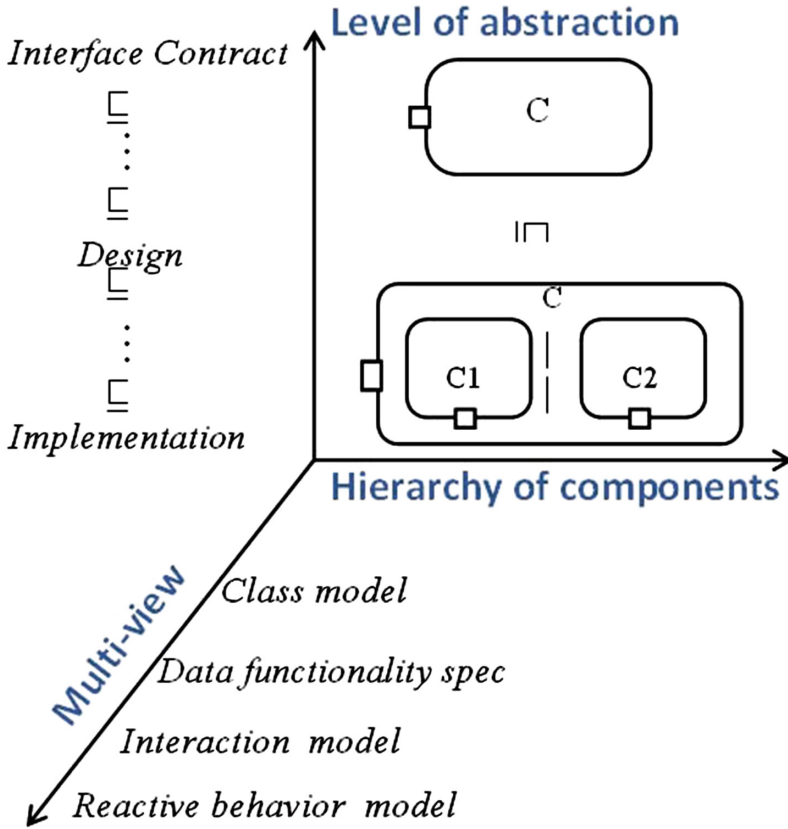 Level of abstraction
Interface Contract
⊑
⋮
⊑
Design
⊑
⋮
⊑
Implementation
C
⊑
C
C1
C2
Hierarchy of components
Multi-view
Class model
Data functionality spec
Interaction model
Reactive behavior model